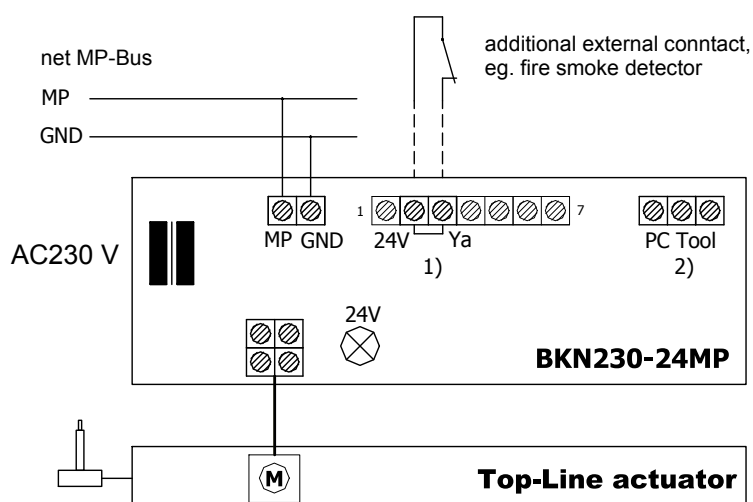 additional external conntact,
eg. fire smoke detector
net MP-Bus
MP
GND
1 7
MP GND 24V Ya PC Tool
1) 2)
AC230 V
24V
BKN230-24MP
M
Top-Line actuator